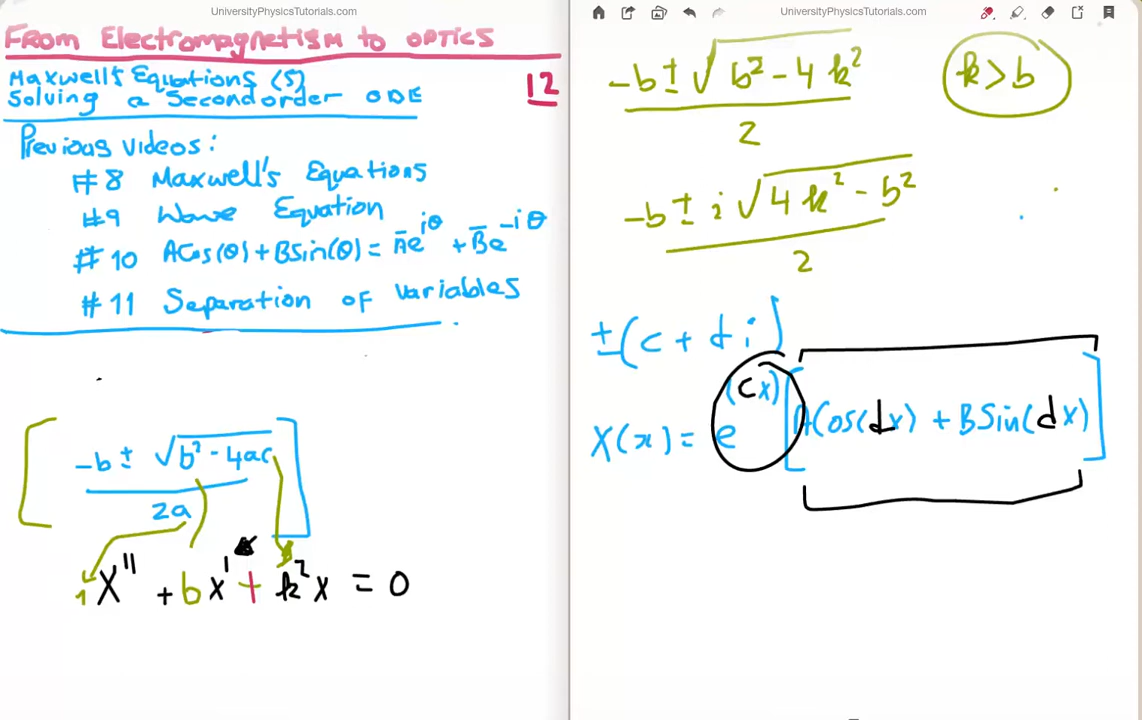 UniversityPhysicsTutorials.com
From Electromagnetism to optics
Maxwell's Equations (5)
Solving a Second order ODE
12
Previous videos:
#8 Maxwell's Equations
#9 Wave Equation
#10 ACos(θ) + BSin(θ) = A̅e^{iθ} + B̅e^{-iθ}
#11 Separation of variables
-b ± √(b² - 4ac)
2a
1X'' + bx' + k²x = 0
UniversityPhysicsTutorials.com
-b ± √(b² - 4k²)
2
k > b
-b ± i√(4k² - b²)
2
±(c + di)
X(x) = e^{(cx)} [ACos(dx) + BSin(dx)]